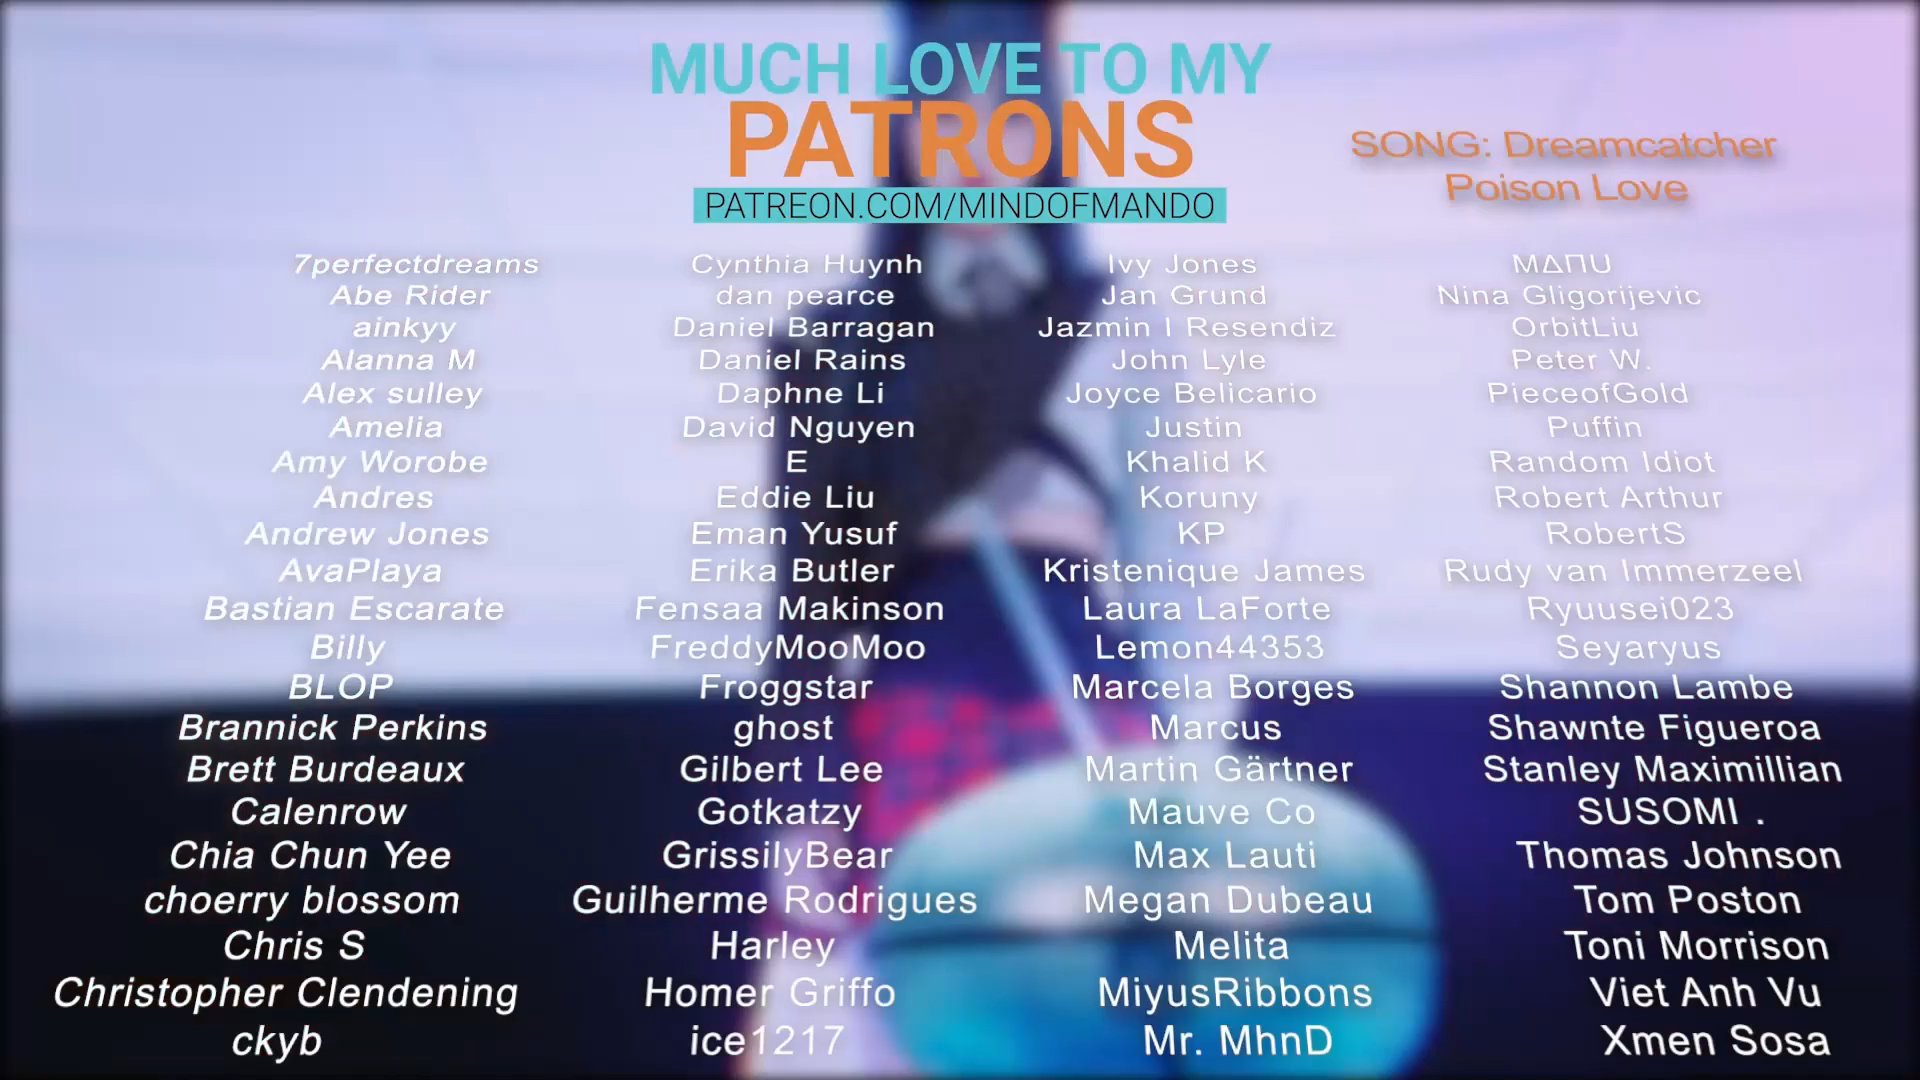 MUCH LOVE TO MY
PATRONS
PATREON.COM/MINDOFMANDO
SONG: Dreamcatcher
Poison Love
7perfectdreams
Abe Rider
ainkyy
Alanna M
Alex sulley
Amelia
Amy Worobe
Andres
Andrew Jones
AvaPlaya
Bastian Escarate
Billy
BLOP
Brannick Perkins
Brett Burdeaux
Calenrow
Chia Chun Yee
choerry blossom
Chris S
Christopher Clendening
ckyb
Cynthia Huynh
dan pearce
Daniel Barragan
Daniel Rains
Daphne Li
David Nguyen
E
Eddie Liu
Eman Yusuf
Erika Butler
Fensaa Makinson
FreddyMooMoo
Froggstar
ghost
Gilbert Lee
Gotkatzy
GrissilyBear
Guilherme Rodrigues
Harley
Homer Griffo
ice1217
Ivy Jones
Jan Grund
Jazmin I Resendiz
John Lyle
Joyce Belicario
Justin
Khalid K
Koruny
KP
Kristenique James
Laura LaForte
Lemon44353
Marcela Borges
Marcus
Martin Gärtner
Mauve Co
Max Lauti
Megan Dubeau
Melita
MiyusRibbons
Mr. MhnD
MΔΠU
Nina Gligorijevic
OrbitLiu
Peter W.
PieceofGold
Puffin
Random Idiot
Robert Arthur
RobertS
Rudy van Immerzeel
Ryuusei023
Seyaryus
Shannon Lambe
Shawnte Figueroa
Stanley Maximillian
SUSOMI .
Thomas Johnson
Tom Poston
Toni Morrison
Viet Anh Vu
Xmen Sosa